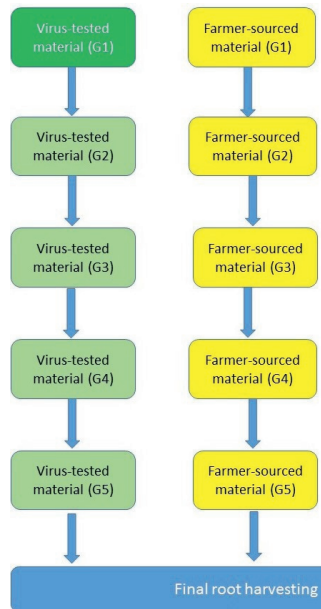 Virus-tested
material (G1)
Farmer-sourced
material (G1)
Virus-tested
material (G2)
Farmer-sourced
material (G2)
Virus-tested
material (G3)
Farmer-sourced
material (G3)
Virus-tested
material (G4)
Farmer-sourced
material (G4)
Virus-tested
material (G5)
Farmer-sourced
material (G5)
Final root harvesting